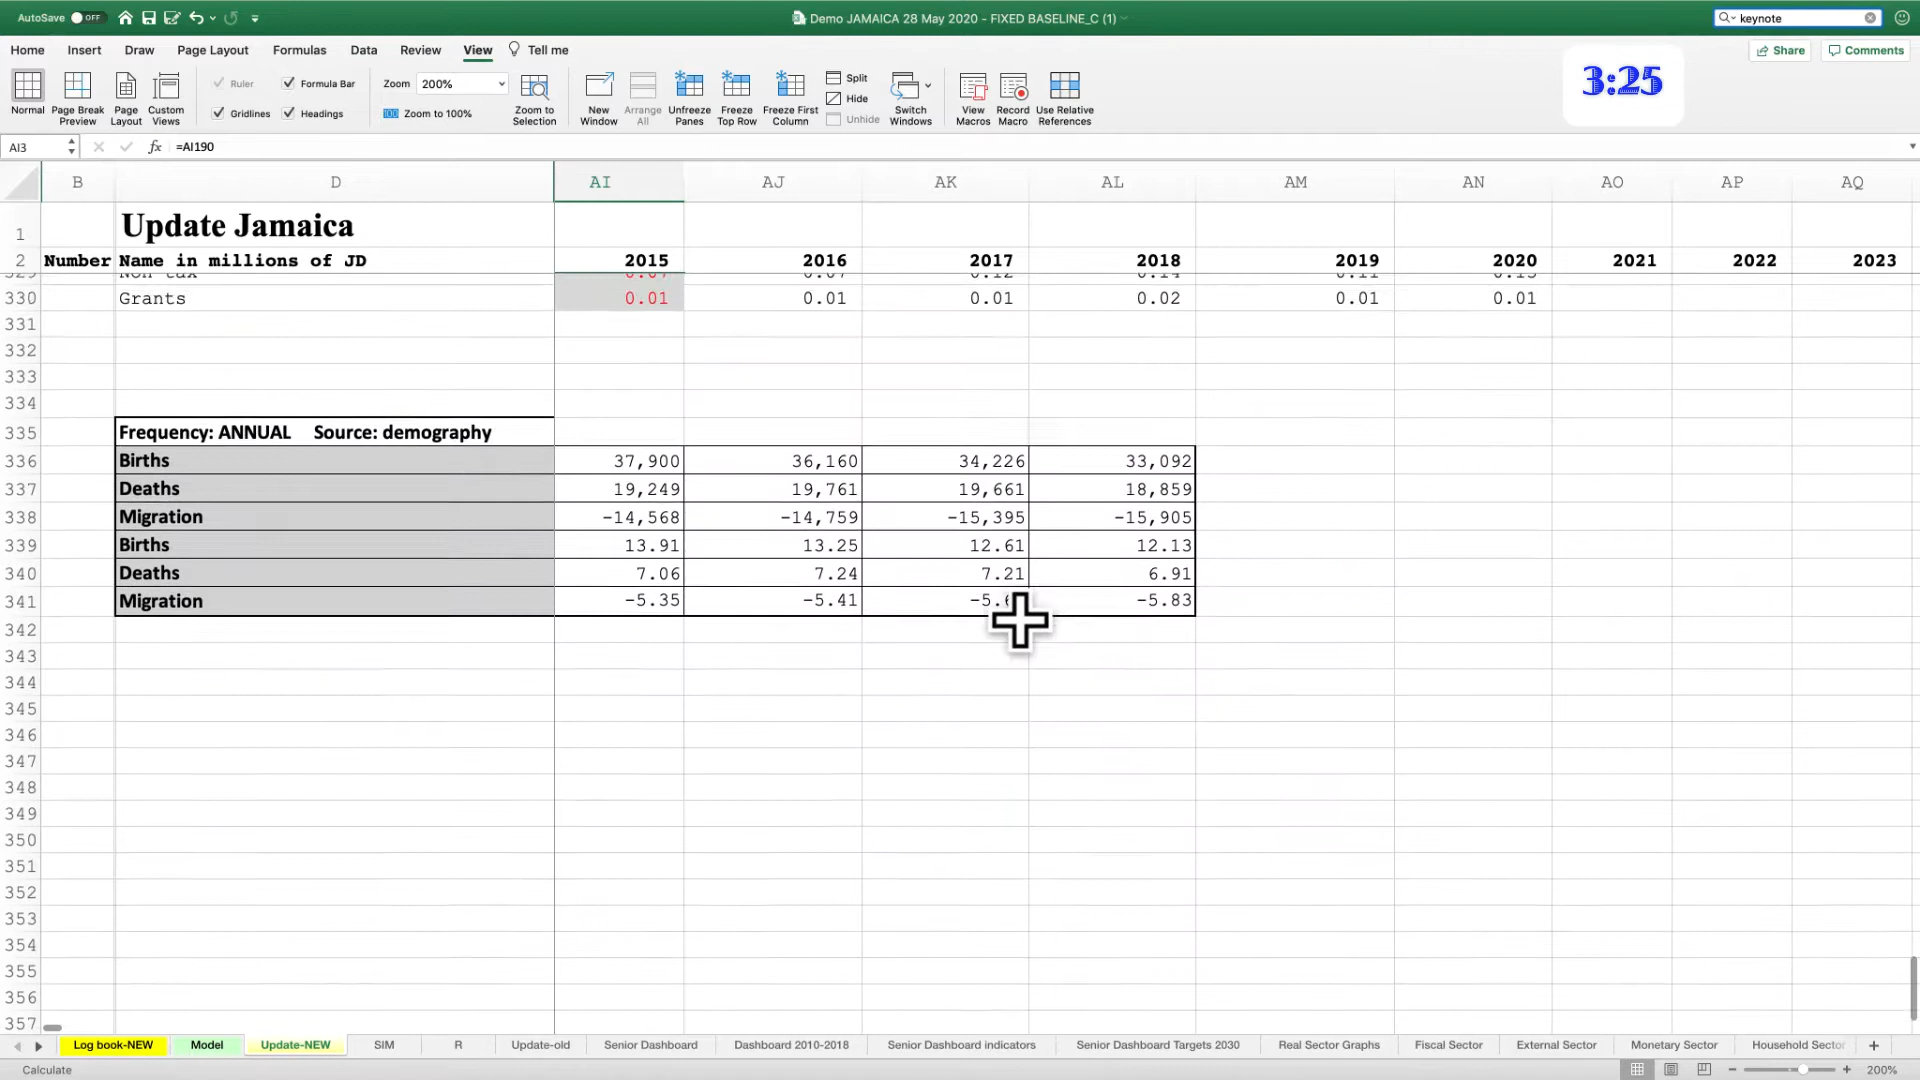 AutoSave OFF Demo JAMAICA 28 May 2020 - FIXED BASELINE_C (1) keynote
Home Insert Draw Page Layout Formulas Data Review View Tell me Share Comments
Normal Page Break Preview Page Layout Custom Views Ruler Formula Bar Gridlines Headings Zoom 200% Zoom to 100% Zoom to Selection New Window Arrange All Unfreeze Panes Freeze Top Row Freeze First Column Split Hide Unhide Switch Windows View Macros Record Macro Use Relative References
3:25
AI3 fx =AI190
B D AI AJ AK AL AM AN AO AP AQ
1 Update Jamaica
2 Number Name in millions of JD 2015 2016 2017 2018 2019 2020 2021 2022 2023
330 Grants 0.01 0.01 0.01 0.02 0.01 0.01
331
332
333
334
335 Frequency: ANNUAL Source: demography
336 Births 37,900 36,160 34,226 33,092
337 Deaths 19,249 19,761 19,661 18,859
338 Migration -14,568 -14,759 -15,395 -15,905
339 Births 13.91 13.25 12.61 12.13
340 Deaths 7.06 7.24 7.21 6.91
341 Migration -5.35 -5.41 -5.83
342
343
344
345
346
347
348
349
350
351
352
353
354
355
356
357
Log book-NEW Model Update-NEW SIM R Update-old Senior Dashboard Dashboard 2010-2018 Senior Dashboard indicators Senior Dashboard Targets 2030 Real Sector Graphs Fiscal Sector External Sector Monetary Sector Household Sector
Calculate 200%